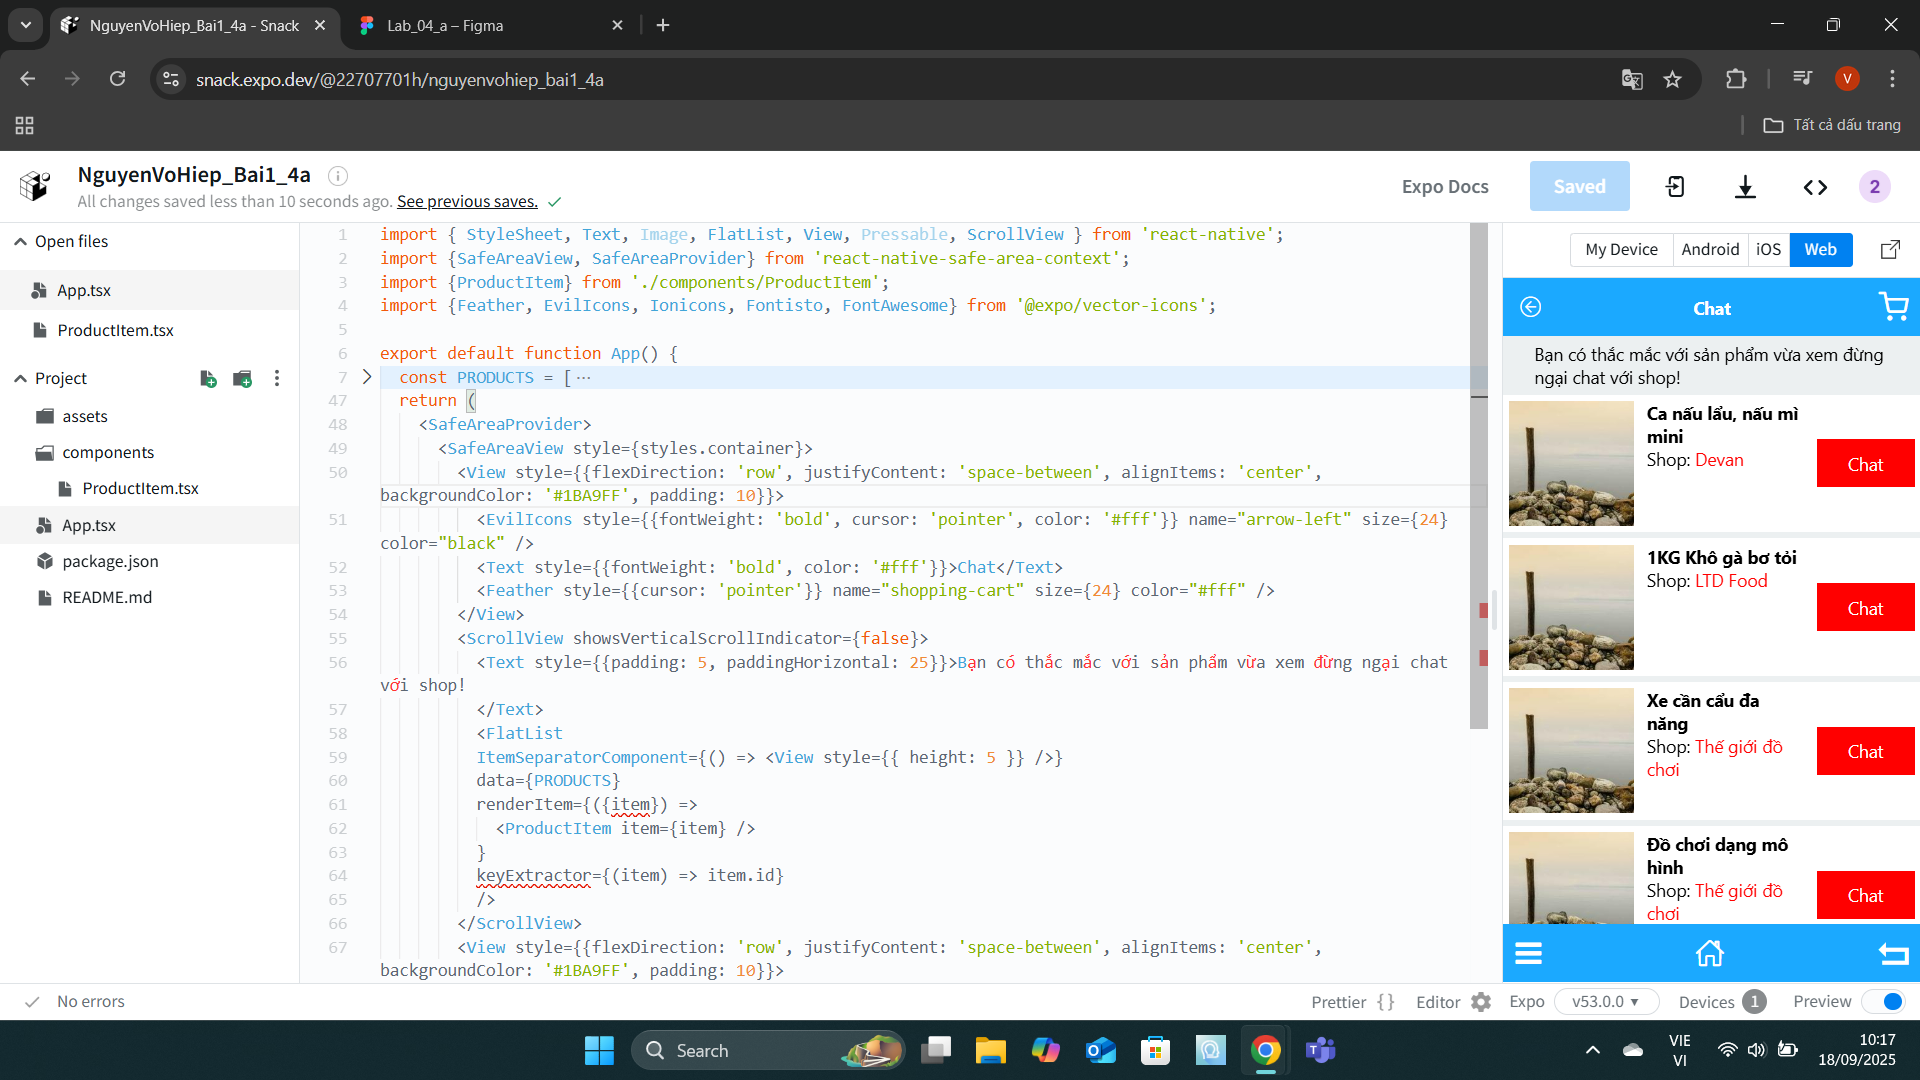 NguyenVoHiep_Bai1_4a - Snack
Lab_04_a – Figma
snack.expo.dev/@22707701h/nguyenvohiep_bai1_4a
V
Tất cả dấu trang
NguyenVoHiep_Bai1_4a
All changes saved less than 10 seconds ago. See previous saves.
Expo Docs
Saved
2
Open files
App.tsx
ProductItem.tsx
Project
assets
components
ProductItem.tsx
App.tsx
package.json
README.md
1 import { StyleSheet, Text, Image, FlatList, View, Pressable, ScrollView } from 'react-native';
2 import {SafeAreaView, SafeAreaProvider} from 'react-native-safe-area-context';
3 import {ProductItem} from './components/ProductItem';
4 import {Feather, EvilIcons, Ionicons, Fontisto, FontAwesome} from '@expo/vector-icons';
5
6 export default function App() {
7 const PRODUCTS = [ ···
47 return (
48 <SafeAreaProvider>
49 <SafeAreaView style={styles.container}>
50 <View style={{flexDirection: 'row', justifyContent: 'space-between', alignItems: 'center',
backgroundColor: '#1BA9FF', padding: 10}}>
51 <EvilIcons style={{fontWeight: 'bold', cursor: 'pointer', color: '#fff'}} name="arrow-left" size={24}
color="black" />
52 <Text style={{fontWeight: 'bold', color: '#fff'}}>Chat</Text>
53 <Feather style={{cursor: 'pointer'}} name="shopping-cart" size={24} color="#fff" />
54 </View>
55 <ScrollView showsVerticalScrollIndicator={false}>
56 <Text style={{padding: 5, paddingHorizontal: 25}}>Bạn có thắc mắc với sản phẩm vừa xem đừng ngại chat
với shop!
57 </Text>
58 <FlatList
59 ItemSeparatorComponent={() => <View style={{ height: 5 }} />}
60 data={PRODUCTS}
61 renderItem={({item}) =>
62 <ProductItem item={item} />
63 }
64 keyExtractor={(item) => item.id}
65 />
66 </ScrollView>
67 <View style={{flexDirection: 'row', justifyContent: 'space-between', alignItems: 'center',
backgroundColor: '#1BA9FF', padding: 10}}>
My Device
Android
iOS
Web
Chat
Bạn có thắc mắc với sản phẩm vừa xem đừng
ngại chat với shop!
Ca nấu lẩu, nấu mì
mini
Shop: Devan
Chat
1KG Khô gà bơ tỏi
Shop: LTD Food
Chat
Xe cần cẩu đa
năng
Shop: Thế giới đồ
chơi
Chat
Đồ chơi dạng mô
hình
Shop: Thế giới đồ
chơi
Chat
No errors
Prettier { }
Editor
Expo
v53.0.0
Devices 1
Preview
Search
VIE
VI
10:17
18/09/2025